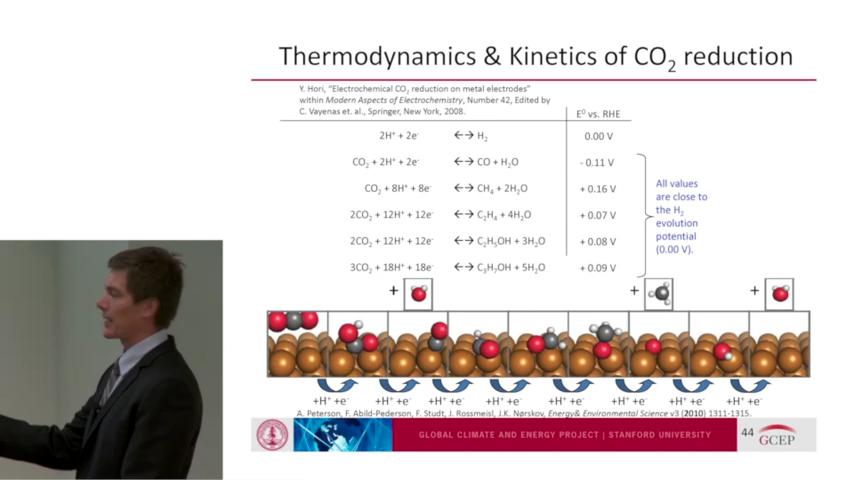 Thermodynamics & Kinetics of CO₂ reduction
Y. Hori, "Electrochemical CO₂ reduction on metal electrodes"
within Modern Aspects of Electrochemistry, Number 42, Edited by
C. Vayenas et. al., Springer, New York, 2008.
E⁰ vs. RHE
2H⁺ + 2e⁻ ←→ H₂ 0.00 V
CO₂ + 2H⁺ + 2e⁻ ←→ CO + H₂O - 0.11 V
CO₂ + 8H⁺ + 8e⁻ ←→ CH₄ + 2H₂O + 0.16 V
2CO₂ + 12H⁺ + 12e⁻ ←→ C₂H₄ + 4H₂O + 0.07 V
2CO₂ + 12H⁺ + 12e⁻ ←→ C₂H₅OH + 3H₂O + 0.08 V
3CO₂ + 18H⁺ + 18e⁻ ←→ C₃H₇OH + 5H₂O + 0.09 V
All values
are close to
the H₂
evolution
potential
(0.00 V).
+ + +
+H⁺ +e⁻ +H⁺ +e⁻ +H⁺ +e⁻ +H⁺ +e⁻ +H⁺ +e⁻ +H⁺ +e⁻ +H⁺ +e⁻ +H⁺ +e⁻
A. Peterson, F. Abild-Pederson, F. Studt, J. Rossmeisl, J.K. Nørskov, Energy& Environmental Science v3 (2010) 1311-1315.
GLOBAL CLIMATE AND ENERGY PROJECT | STANFORD UNIVERSITY
44
GCEP